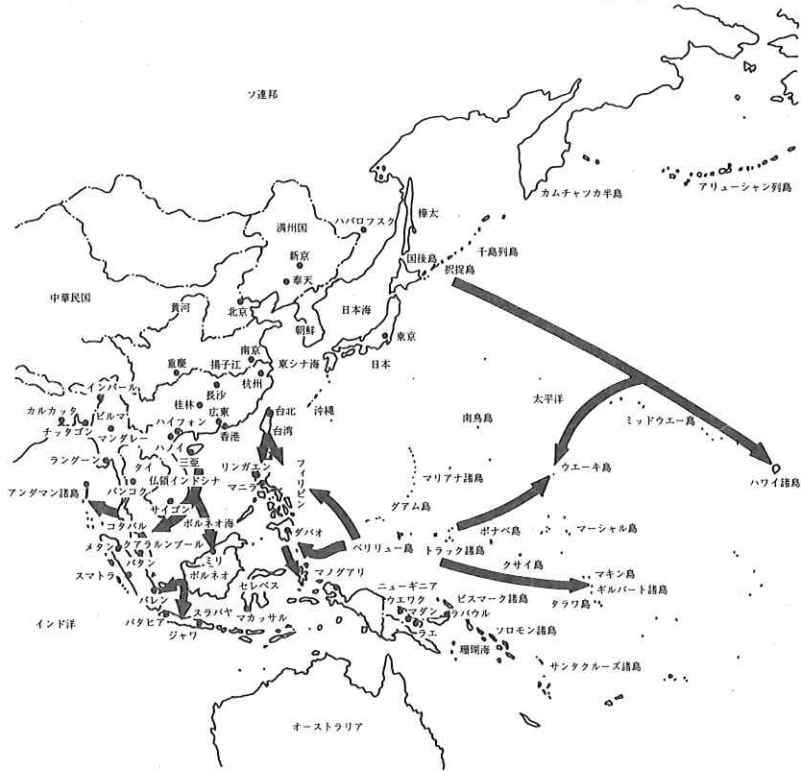 ソ連邦
カムチャツカ半島
アリューシャン列島
樺太
満州国
ハバロフスク
新京
奉天
国後島
千島列島
択捉島
中華民国
黄河
北京
朝鮮
日本海
東京
日本
南京
重慶
揚子江
東シナ海
杭州
長沙
桂林
広東
香港
台北
台湾
沖縄
南鳥島
太平洋
ミッドウエー島
ハワイ諸島
ウエーキ島
インパール
カルカッタ
ビルマ
チッタゴン
マンダレー
ハイフォン
ハノイ
三亜
ラングーン
タイ
仏領インドシナ
リンガエン
マニラ
フィリピン
マリアナ諸島
グアム島
アンダマン諸島
バンコク
サイゴン
コタバル
ボルネオ海
ダバオ
ペリリュー島
トラック諸島
ポナペ島
マーシャル島
メタン
クアラルンプール
バタン
ミリ
ボルネオ
スマトラ
セレベス
マノグアリ
クサイ島
マキン島
ギルバート諸島
タラワ島
ニューギニア
ウエワク
マダン
ビスマーク諸島
ラバウル
ラエ
ソロモン諸島
珊瑚海
サンタクルーズ諸島
パレン
バタヒア
スラバヤ
ジャワ
マカッサル
インド洋
オーストラリア